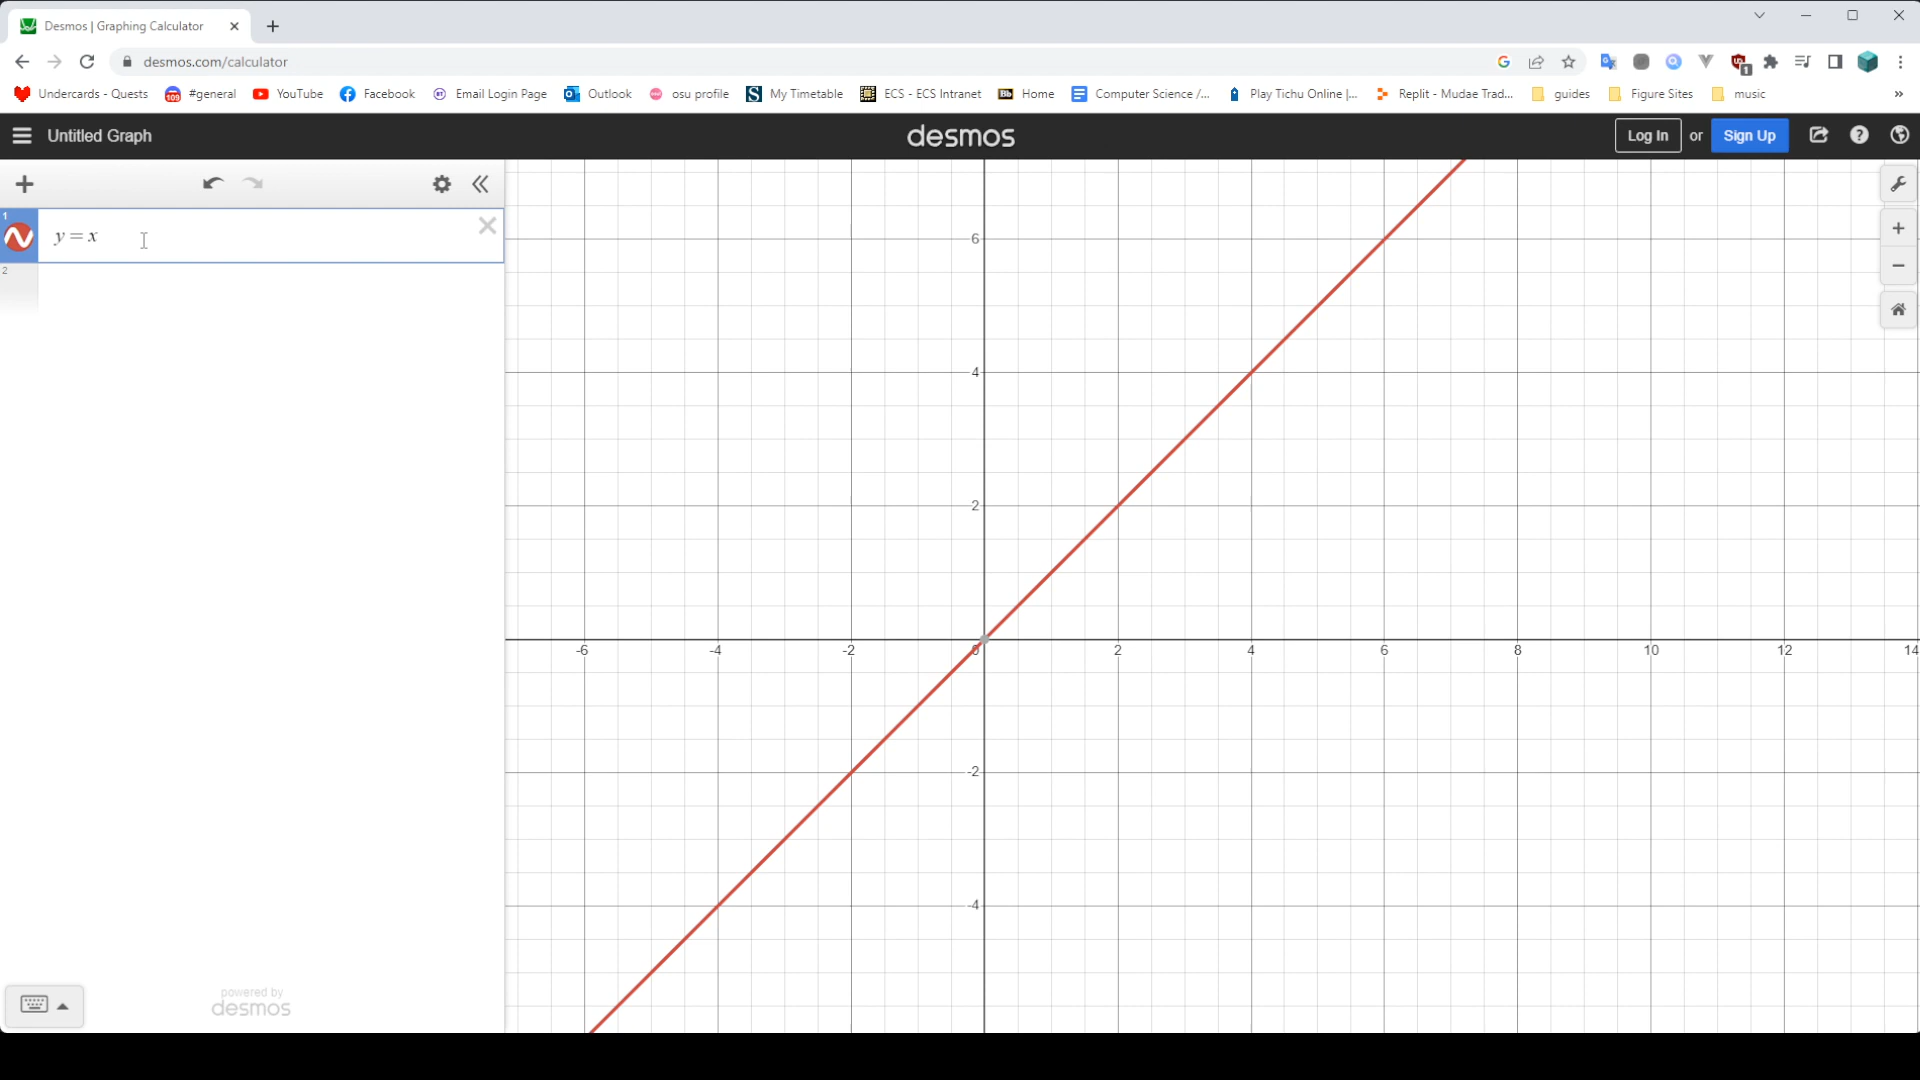 Desmos | Graphing Calculator
desmos.com/calculator
1
Undercards - Quests
109
#general
YouTube
Facebook
Email Login Page
Outlook
osu profile
My Timetable
ECS - ECS Intranet
Bb
Home
Computer Science /...
Play Tichu Online |...
Replit - Mudae Trad...
guides
Figure Sites
music
»
Untitled Graph
desmos
Log In
or
Sign Up
1
y = x
2
6
4
2
-6
-4
-2
0
2
4
6
8
10
12
14
-2
-4
powered by
desmos